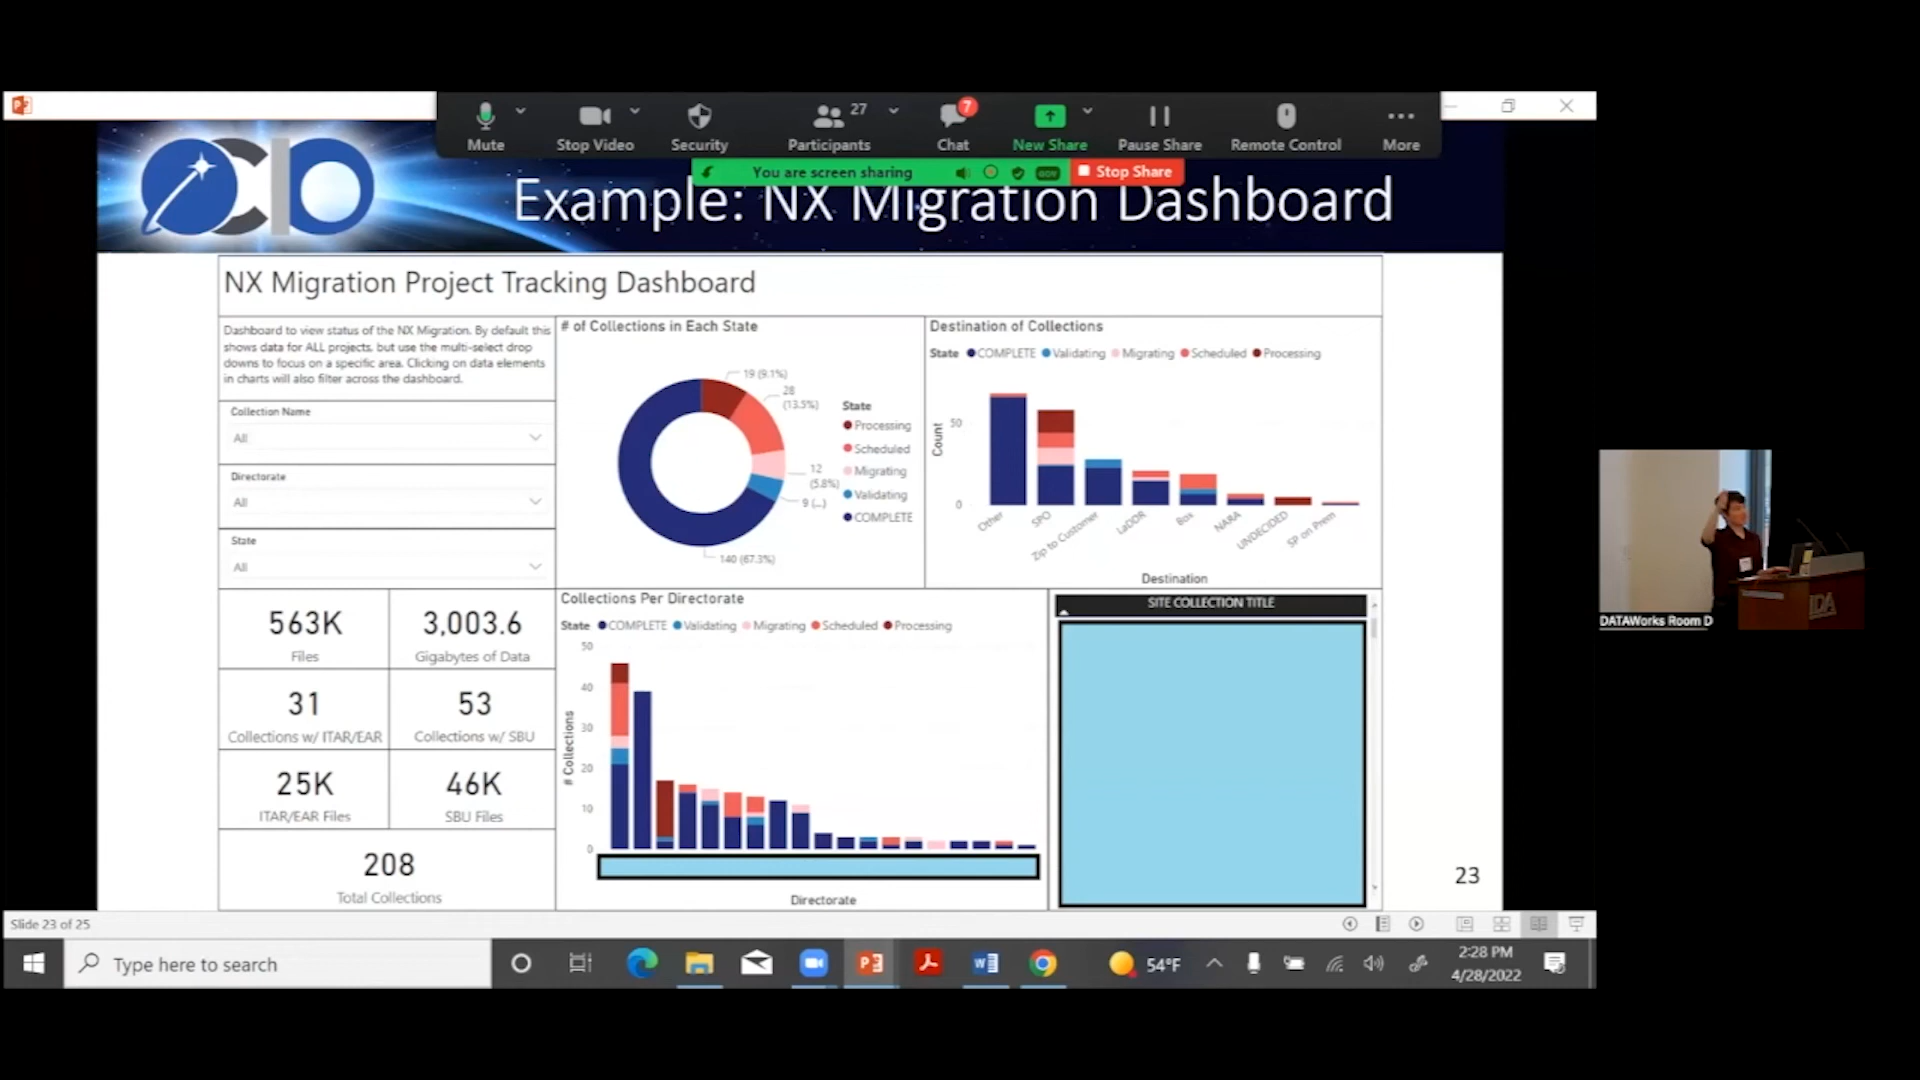 Mute
Stop Video
Security
27
Participants
7
Chat
New Share
Pause Share
Remote Control
More
You are screen sharing
GOV
Stop Share
CIO
Example: NX Migration Dashboard
NX Migration Project Tracking Dashboard
Dashboard to view status of the NX Migration. By default this
shows data for ALL projects, but use the multi-select drop
downs to focus on a specific area. Clicking on data elements
in charts will also filter across the dashboard.
Collection Name
All
Directorate
All
State
All
563K
Files
3,003.6
Gigabytes of Data
31
Collections w/ ITAR/EAR
53
Collections w/ SBU
25K
ITAR/EAR Files
46K
SBU Files
208
Total Collections
# of Collections in Each State
19 (9.1%)
28
(13.5%)
12
(5.8%)
9 (...)
140 (67.3%)
State
Processing
Scheduled
Migrating
Validating
COMPLETE
Destination of Collections
State COMPLETE Validating Migrating Scheduled Processing
Count
50
0
Other
SPO
Zip to Customer
LaDDR
Box
NARA
UNDECIDED
SP on Prem
Destination
Collections Per Directorate
State COMPLETE Validating Migrating Scheduled Processing
# Collections
50
40
30
20
10
0
Directorate
SITE COLLECTION TITLE
23
Slide 23 of 25
Type here to search
54°F
2:28 PM
4/28/2022
DATAWorks Room D
IDA